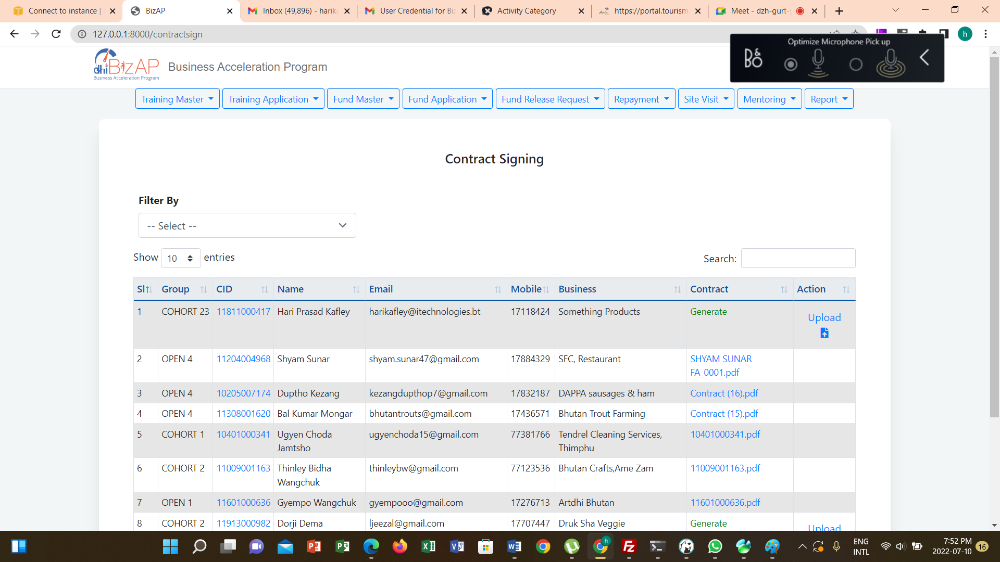 Connect to instance |
BizAP
Inbox (49,896) - harika
User Credential for Biz
Activity Category
https://portal.tourism.
Meet - dzh-gurt-
127.0.0.1:8000/contractsign
h
Optimize Microphone Pick up
B&O
dhi BizAP
Business Acceleration Program
Business Acceleration Program
Training Master
Training Application
Fund Master
Fund Application
Fund Release Request
Repayment
Site Visit
Mentoring
Report
Contract Signing
Filter By
-- Select --
Show 10 entries
Search:
Sl Group CID Name Email Mobile Business Contract Action
1 COHORT 23 11811000417 Hari Prasad Kafley harikafley@itechnologies.bt 17118424 Something Products Generate Upload
2 OPEN 4 11204004968 Shyam Sunar shyam.sunar47@gmail.com 17884329 SFC, Restaurant SHYAM SUNAR
FA_0001.pdf
3 OPEN 4 10205007174 Duptho Kezang kezangdupthop7@gmail.com 17832187 DAPPA sausages & ham Contract (16).pdf
4 OPEN 4 11308001620 Bal Kumar Mongar bhutantrouts@gmail.com 17436571 Bhutan Trout Farming Contract (15).pdf
5 COHORT 1 10401000341 Ugyen Choda ugyenchoda15@gmail.com 77381766 Tendrel Cleaning Services, 10401000341.pdf
Jamtsho Thimphu
6 COHORT 2 11009001163 Thinley Bidha thinleybw@gmail.com 77123536 Bhutan Crafts,Ame Zam 11009001163.pdf
Wangchuk
7 OPEN 1 11601000636 Gyempo Wangchuk gyempooo@gmail.com 17276713 Artdhi Bhutan 11601000636.pdf
8 COHORT 2 11913000982 Dorji Dema ljeezal@gmail.com 17707447 Druk Sha Veggie Generate
Upload
h
ENG
INTL
7:52 PM
2022-07-10
16